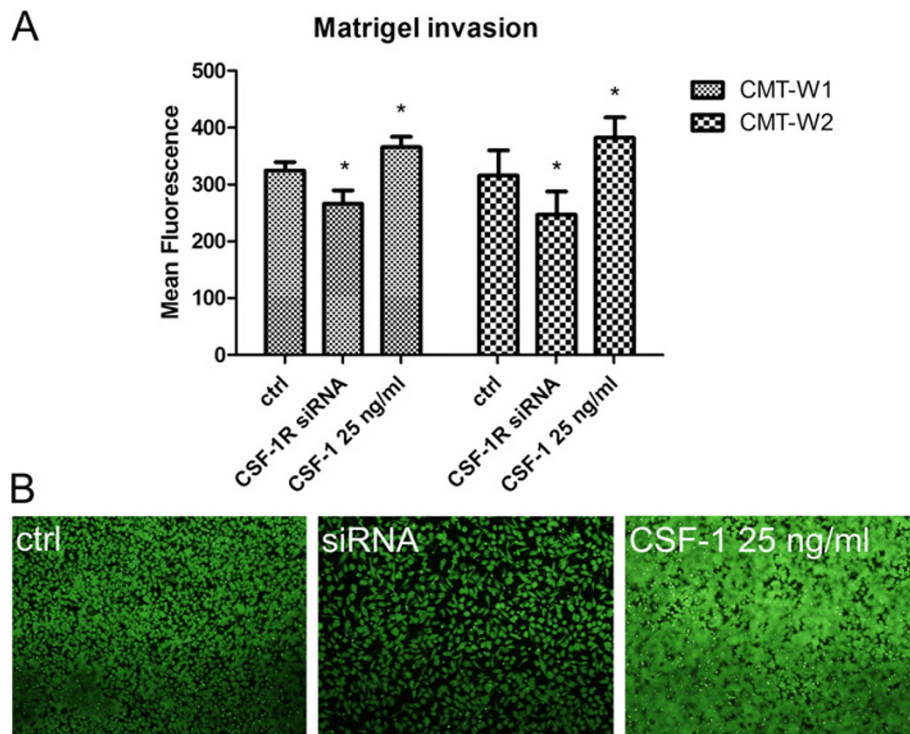 A
Matrigel invasion
Mean Fluorescence
500
400
300
200
100
0
*
*
*
*
ctrl
CSF-1R siRNA
CSF-1 25 ng/ml
ctrl
CSF-1R siRNA
CSF-1 25 ng/ml
CMT-W1
CMT-W2
B
ctrl
siRNA
CSF-1 25 ng/ml